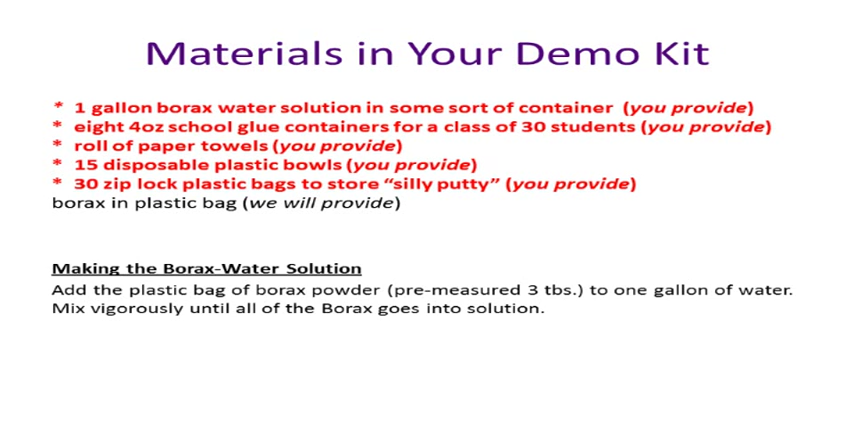 Materials in Your Demo Kit
* 1 gallon borax water solution in some sort of container (you provide)
* eight 4oz school glue containers for a class of 30 students (you provide)
* roll of paper towels (you provide)
* 15 disposable plastic bowls (you provide)
* 30 zip lock plastic bags to store “silly putty” (you provide)
borax in plastic bag (we will provide)
Making the Borax-Water Solution
Add the plastic bag of borax powder (pre-measured 3 tbs.) to one gallon of water.
Mix vigorously until all of the Borax goes into solution.